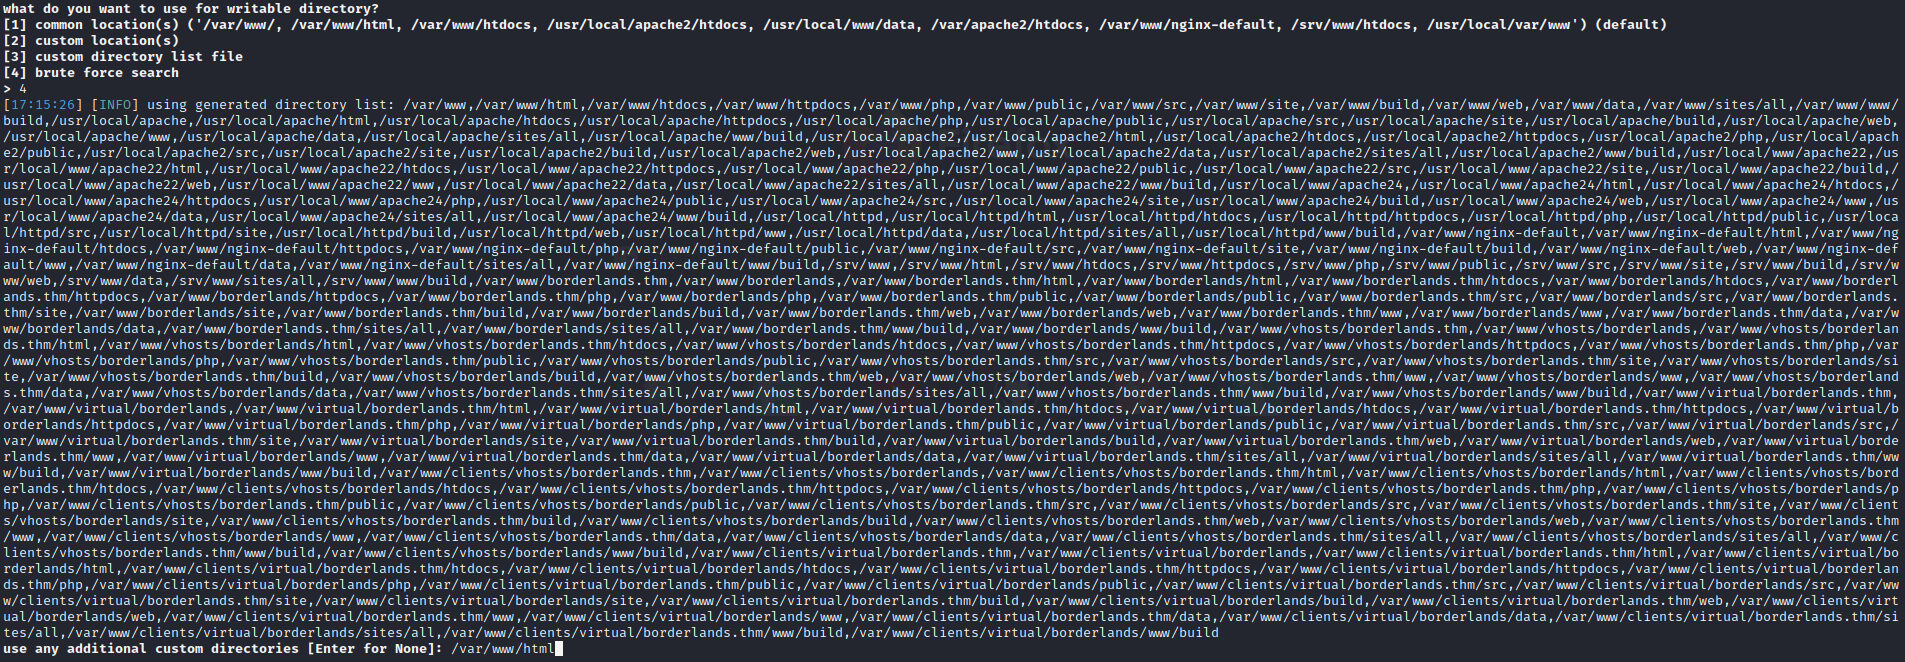 what do you want to use for writable directory?
[1] common location(s) ('/var/www/, /var/www/html, /var/www/htdocs, /usr/local/apache2/htdocs, /usr/local/www/data, /var/apache2/htdocs, /var/www/nginx-default, /srv/www/htdocs, /usr/local/var/www') (default)
[2] custom location(s)
[3] custom directory list file
[4] brute force search
> 4
[17:15:26] [INFO] using generated directory list: /var/www,/var/www/html,/var/www/htdocs,/var/www/httpdocs,/var/www/php,/var/www/public,/var/www/src,/var/www/site,/var/www/build,/var/www/web,/var/www/data,/var/www/sites/all,/var/www/www/
build,/usr/local/apache,/usr/local/apache/html,/usr/local/apache/htdocs,/usr/local/apache/httpdocs,/usr/local/apache/php,/usr/local/apache/public,/usr/local/apache/src,/usr/local/apache/site,/usr/local/apache/build,/usr/local/apache/web,
/usr/local/apache/www,/usr/local/apache/data,/usr/local/apache/sites/all,/usr/local/apache/www/build,/usr/local/apache2,/usr/local/apache2/html,/usr/local/apache2/htdocs,/usr/local/apache2/httpdocs,/usr/local/apache2/php,/usr/local/apach
e2/public,/usr/local/apache2/src,/usr/local/apache2/site,/usr/local/apache2/build,/usr/local/apache2/web,/usr/local/apache2/www,/usr/local/apache2/data,/usr/local/apache2/sites/all,/usr/local/apache2/www/build,/usr/local/www/apache22,/us
r/local/www/apache22/html,/usr/local/www/apache22/htdocs,/usr/local/www/apache22/httpdocs,/usr/local/www/apache22/php,/usr/local/www/apache22/public,/usr/local/www/apache22/src,/usr/local/www/apache22/site,/usr/local/www/apache22/build,/
usr/local/www/apache22/web,/usr/local/www/apache22/www,/usr/local/www/apache22/data,/usr/local/www/apache22/sites/all,/usr/local/www/apache22/www/build,/usr/local/www/apache24,/usr/local/www/apache24/html,/usr/local/www/apache24/htdocs,/
usr/local/www/apache24/httpdocs,/usr/local/www/apache24/php,/usr/local/www/apache24/public,/usr/local/www/apache24/src,/usr/local/www/apache24/site,/usr/local/www/apache24/build,/usr/local/www/apache24/web,/usr/local/www/apache24/www,/us
r/local/www/apache24/data,/usr/local/www/apache24/sites/all,/usr/local/www/apache24/www/build,/usr/local/httpd,/usr/local/httpd/html,/usr/local/httpd/htdocs,/usr/local/httpd/httpdocs,/usr/local/httpd/php,/usr/local/httpd/public,/usr/loca
l/httpd/src,/usr/local/httpd/site,/usr/local/httpd/build,/usr/local/httpd/web,/usr/local/httpd/www,/usr/local/httpd/data,/usr/local/httpd/sites/all,/usr/local/httpd/www/build,/var/www/nginx-default,/var/www/nginx-default/html,/var/www/ng
inx-default/htdocs,/var/www/nginx-default/httpdocs,/var/www/nginx-default/php,/var/www/nginx-default/public,/var/www/nginx-default/src,/var/www/nginx-default/site,/var/www/nginx-default/build,/var/www/nginx-default/web,/var/www/nginx-def
ault/www,/var/www/nginx-default/data,/var/www/nginx-default/sites/all,/var/www/nginx-default/www/build,/srv/www,/srv/www/html,/srv/www/htdocs,/srv/www/httpdocs,/srv/www/php,/srv/www/public,/srv/www/src,/srv/www/site,/srv/www/build,/srv/w
ww/web,/srv/www/data,/srv/www/sites/all,/srv/www/www/build,/var/www/borderlands.thm,/var/www/borderlands,/var/www/borderlands.thm/html,/var/www/borderlands/html,/var/www/borderlands.thm/htdocs,/var/www/borderlands/htdocs,/var/www/borderl
ands.thm/httpdocs,/var/www/borderlands/httpdocs,/var/www/borderlands.thm/php,/var/www/borderlands/php,/var/www/borderlands.thm/public,/var/www/borderlands/public,/var/www/borderlands.thm/src,/var/www/borderlands/src,/var/www/borderlands.
thm/site,/var/www/borderlands/site,/var/www/borderlands.thm/build,/var/www/borderlands/build,/var/www/borderlands.thm/web,/var/www/borderlands/web,/var/www/borderlands.thm/www,/var/www/borderlands/www,/var/www/borderlands.thm/data,/var/w
ww/borderlands/data,/var/www/borderlands.thm/sites/all,/var/www/borderlands/sites/all,/var/www/borderlands.thm/www/build,/var/www/borderlands/www/build,/var/www/vhosts/borderlands.thm,/var/www/vhosts/borderlands,/var/www/vhosts/borderlan
ds.thm/html,/var/www/vhosts/borderlands/html,/var/www/vhosts/borderlands.thm/htdocs,/var/www/vhosts/borderlands/htdocs,/var/www/vhosts/borderlands.thm/httpdocs,/var/www/vhosts/borderlands/httpdocs,/var/www/vhosts/borderlands.thm/php,/var
/www/vhosts/borderlands/php,/var/www/vhosts/borderlands.thm/public,/var/www/vhosts/borderlands/public,/var/www/vhosts/borderlands.thm/src,/var/www/vhosts/borderlands/src,/var/www/vhosts/borderlands.thm/site,/var/www/vhosts/borderlands/si
te,/var/www/vhosts/borderlands.thm/build,/var/www/vhosts/borderlands/build,/var/www/vhosts/borderlands.thm/web,/var/www/vhosts/borderlands/web,/var/www/vhosts/borderlands.thm/www,/var/www/vhosts/borderlands/www,/var/www/vhosts/borderland
s.thm/data,/var/www/vhosts/borderlands/data,/var/www/vhosts/borderlands.thm/sites/all,/var/www/vhosts/borderlands/sites/all,/var/www/vhosts/borderlands.thm/www/build,/var/www/vhosts/borderlands/www/build,/var/www/virtual/borderlands.thm,
/var/www/virtual/borderlands,/var/www/virtual/borderlands.thm/html,/var/www/virtual/borderlands/html,/var/www/virtual/borderlands.thm/htdocs,/var/www/virtual/borderlands/htdocs,/var/www/virtual/borderlands.thm/httpdocs,/var/www/virtual/b
orderlands/httpdocs,/var/www/virtual/borderlands.thm/php,/var/www/virtual/borderlands/php,/var/www/virtual/borderlands.thm/public,/var/www/virtual/borderlands/public,/var/www/virtual/borderlands.thm/src,/var/www/virtual/borderlands/src,/
var/www/virtual/borderlands.thm/site,/var/www/virtual/borderlands/site,/var/www/virtual/borderlands.thm/build,/var/www/virtual/borderlands/build,/var/www/virtual/borderlands.thm/web,/var/www/virtual/borderlands/web,/var/www/virtual/borde
rlands.thm/www,/var/www/virtual/borderlands/www,/var/www/virtual/borderlands.thm/data,/var/www/virtual/borderlands/data,/var/www/virtual/borderlands.thm/sites/all,/var/www/virtual/borderlands/sites/all,/var/www/virtual/borderlands.thm/ww
w/build,/var/www/virtual/borderlands/www/build,/var/www/clients/vhosts/borderlands.thm,/var/www/clients/vhosts/borderlands,/var/www/clients/vhosts/borderlands.thm/html,/var/www/clients/vhosts/borderlands/html,/var/www/clients/vhosts/bord
erlands.thm/htdocs,/var/www/clients/vhosts/borderlands/htdocs,/var/www/clients/vhosts/borderlands.thm/httpdocs,/var/www/clients/vhosts/borderlands/httpdocs,/var/www/clients/vhosts/borderlands.thm/php,/var/www/clients/vhosts/borderlands/p
hp,/var/www/clients/vhosts/borderlands.thm/public,/var/www/clients/vhosts/borderlands/public,/var/www/clients/vhosts/borderlands.thm/src,/var/www/clients/vhosts/borderlands/src,/var/www/clients/vhosts/borderlands.thm/site,/var/www/client
s/vhosts/borderlands/site,/var/www/clients/vhosts/borderlands.thm/build,/var/www/clients/vhosts/borderlands/build,/var/www/clients/vhosts/borderlands.thm/web,/var/www/clients/vhosts/borderlands/web,/var/www/clients/vhosts/borderlands.thm
/www,/var/www/clients/vhosts/borderlands/www,/var/www/clients/vhosts/borderlands.thm/data,/var/www/clients/vhosts/borderlands/data,/var/www/clients/vhosts/borderlands.thm/sites/all,/var/www/clients/vhosts/borderlands/sites/all,/var/www/c
lients/vhosts/borderlands.thm/www/build,/var/www/clients/vhosts/borderlands/www/build,/var/www/clients/virtual/borderlands.thm,/var/www/clients/virtual/borderlands,/var/www/clients/virtual/borderlands.thm/html,/var/www/clients/virtual/bo
rderlands/html,/var/www/clients/virtual/borderlands.thm/htdocs,/var/www/clients/virtual/borderlands/htdocs,/var/www/clients/virtual/borderlands.thm/httpdocs,/var/www/clients/virtual/borderlands/httpdocs,/var/www/clients/virtual/borderlan
ds.thm/php,/var/www/clients/virtual/borderlands/php,/var/www/clients/virtual/borderlands.thm/public,/var/www/clients/virtual/borderlands/public,/var/www/clients/virtual/borderlands.thm/src,/var/www/clients/virtual/borderlands/src,/var/ww
w/clients/virtual/borderlands.thm/site,/var/www/clients/virtual/borderlands/site,/var/www/clients/virtual/borderlands.thm/build,/var/www/clients/virtual/borderlands/build,/var/www/clients/virtual/borderlands.thm/web,/var/www/clients/virt
ual/borderlands/web,/var/www/clients/virtual/borderlands.thm/www,/var/www/clients/virtual/borderlands/www,/var/www/clients/virtual/borderlands.thm/data,/var/www/clients/virtual/borderlands/data,/var/www/clients/virtual/borderlands.thm/si
tes/all,/var/www/clients/virtual/borderlands/sites/all,/var/www/clients/virtual/borderlands.thm/www/build,/var/www/clients/virtual/borderlands/www/build
use any additional custom directories [Enter for None]: /var/www/html